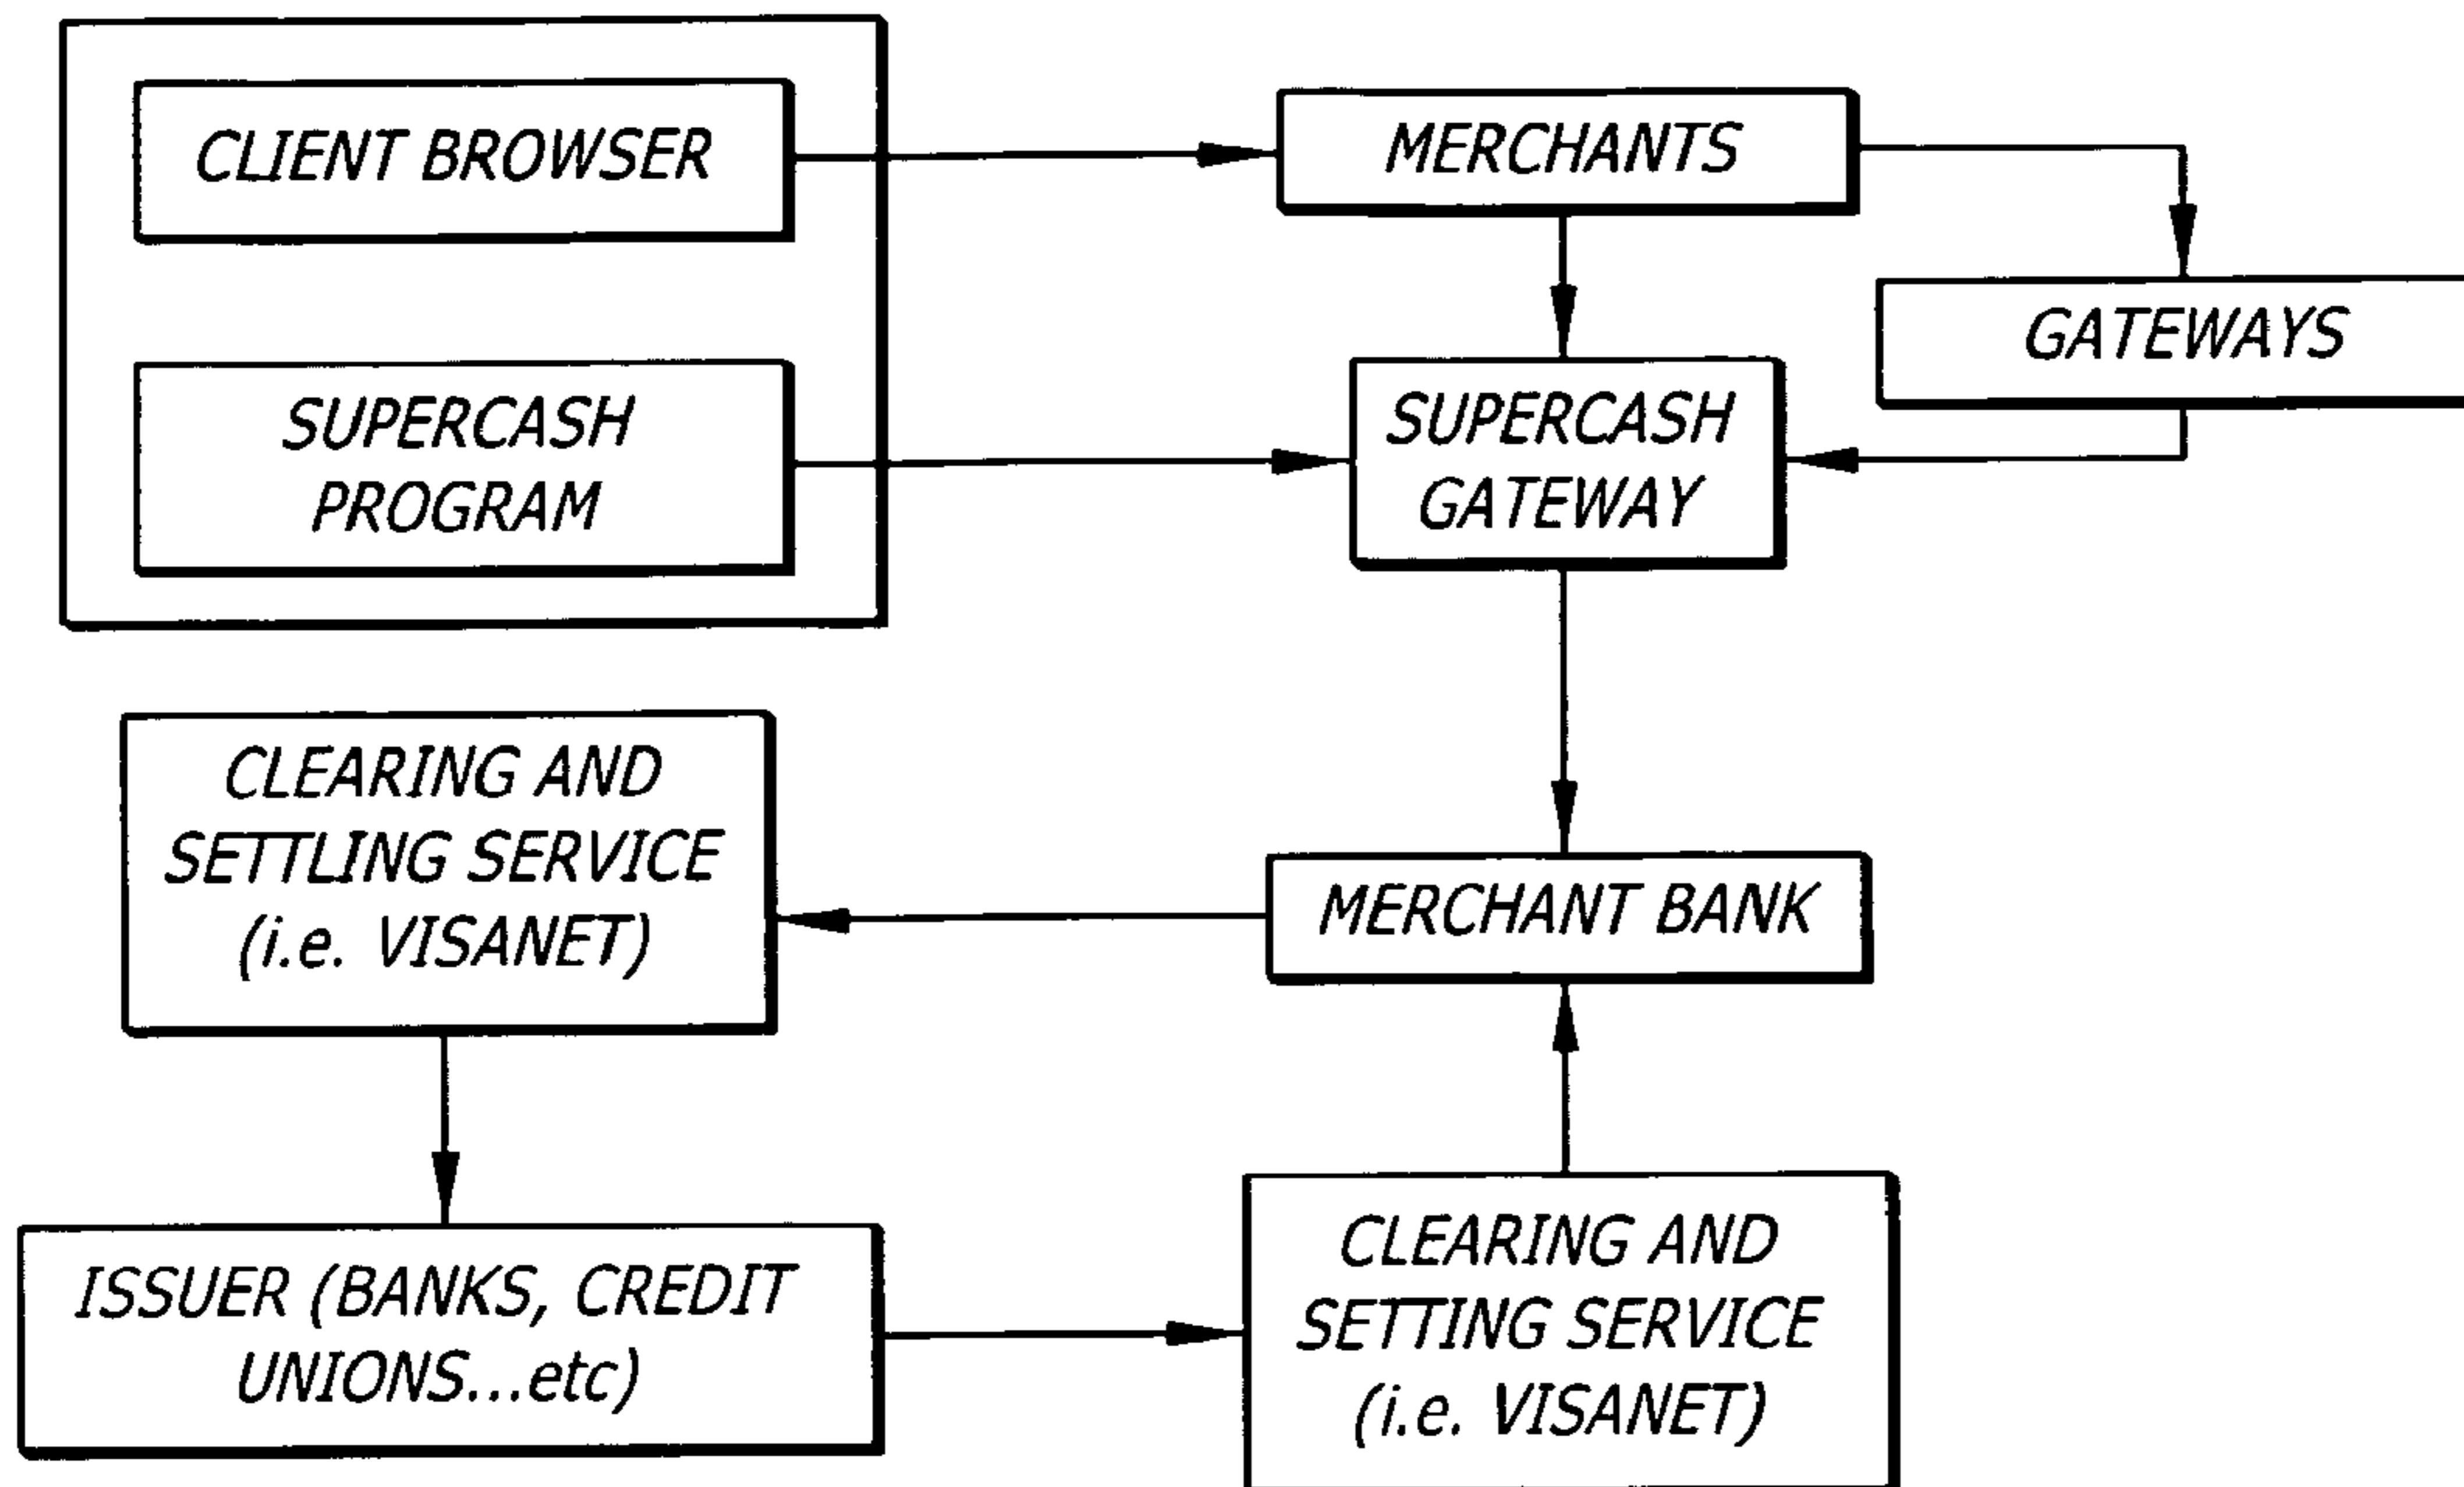 CLIENT BROWSER
MERCHANTS
GATEWAYS
SUPERCASH
PROGRAM
SUPERCASH
GATEWAY
CLEARING AND
SETTLING SERVICE
(i.e. VISANET)
MERCHANT BANK
ISSUER (BANKS, CREDIT
UNIONS...etc)
CLEARING AND
SETTING SERVICE
(i.e. VISANET)